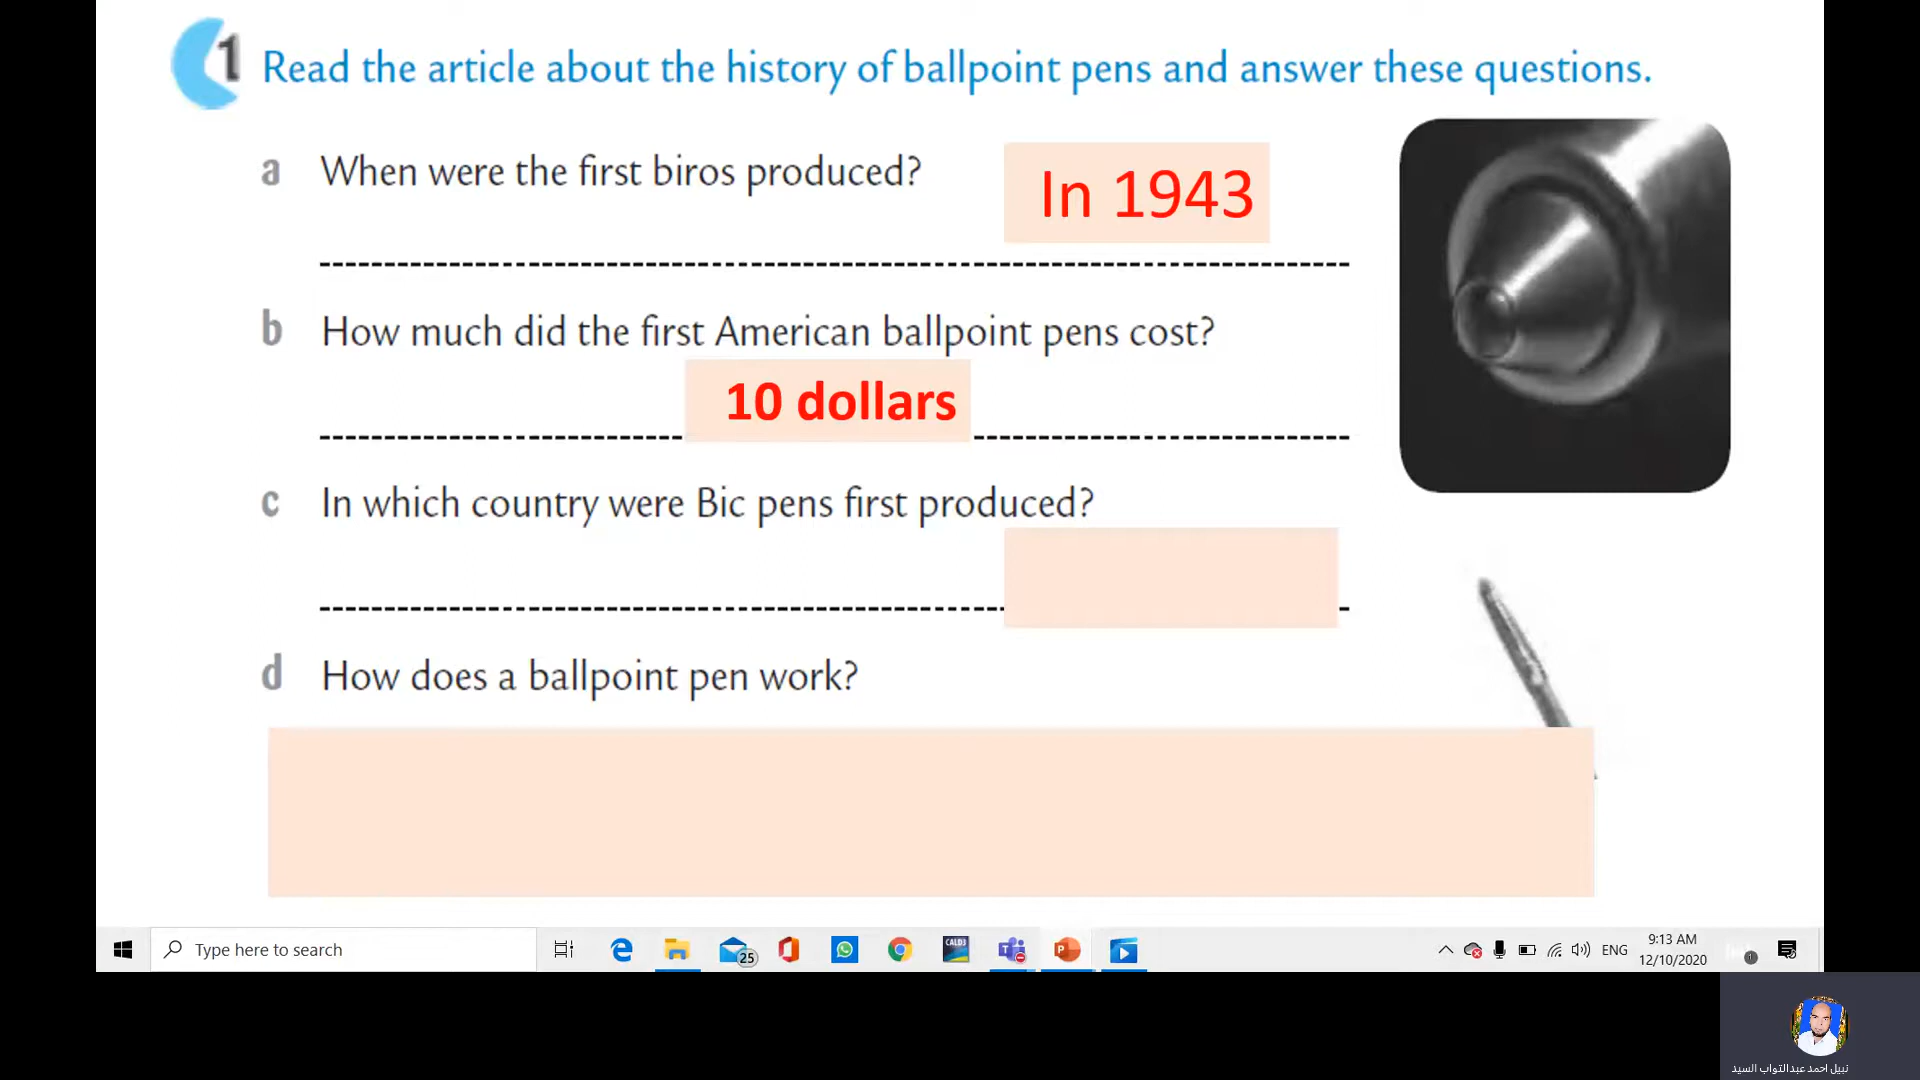 1 Read the article about the history of ballpoint pens and answer these questions.
a When were the first biros produced?
In 1943
b How much did the first American ballpoint pens cost?
10 dollars
c In which country were Bic pens first produced?
d How does a ballpoint pen work?
Type here to search
25
CALD3
ENG
9:13 AM
12/10/2020
نبيل احمد عبدالتواب السيد